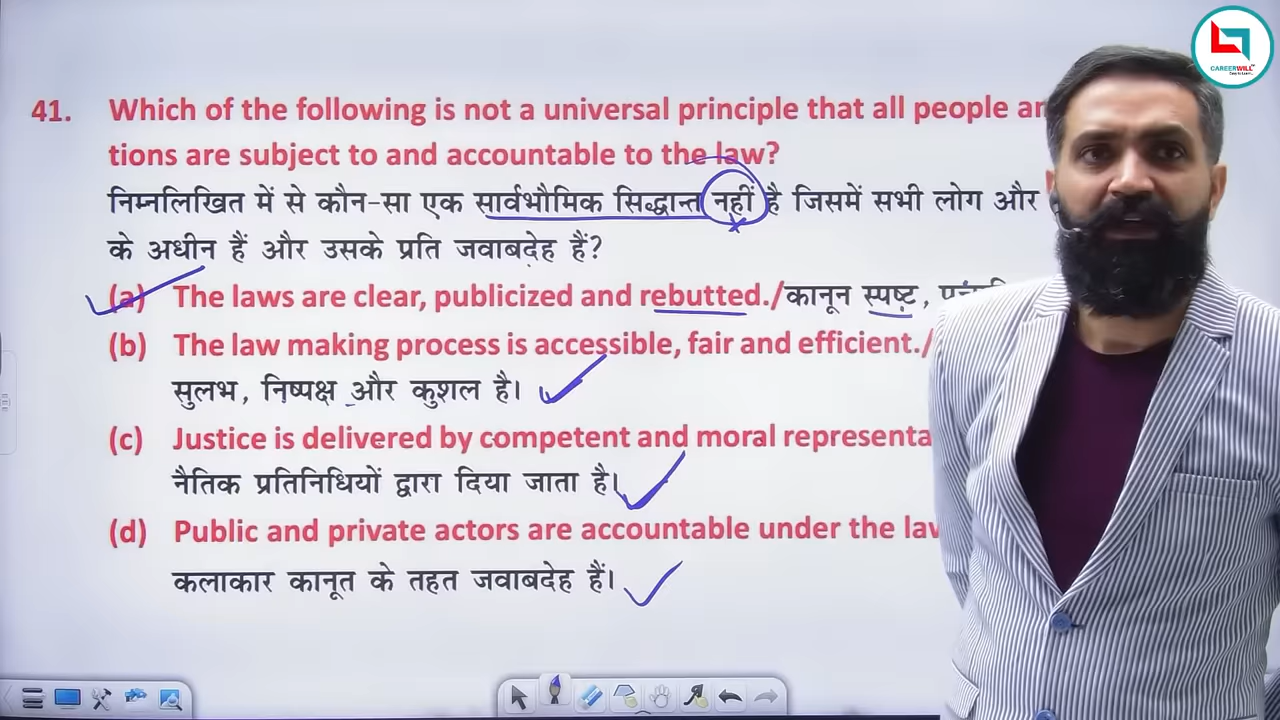 CAREERWILL
41. Which of the following is not a universal principle that all people
tions are subject to and accountable to the law?
निम्नलिखित में से कौन-सा एक सार्वभौमिक सिद्धान्त नहीं है जिसमें सभी लोग और
के अधीन हैं और उसके प्रति जवाबदेह हैं?
(a) The laws are clear, publicized and rebutted./कानून स्पष्ट,
(b) The law making process is accessible, fair and efficient./
सुलभ, निष्पक्ष और कुशल है।
(c) Justice is delivered by competent and moral
नैतिक प्रतिनिधियों द्वारा दिया जाता है।
(d) Public and private actors are accountable under the
कलाकार कानूत के तहत जवाबदेह हैं।